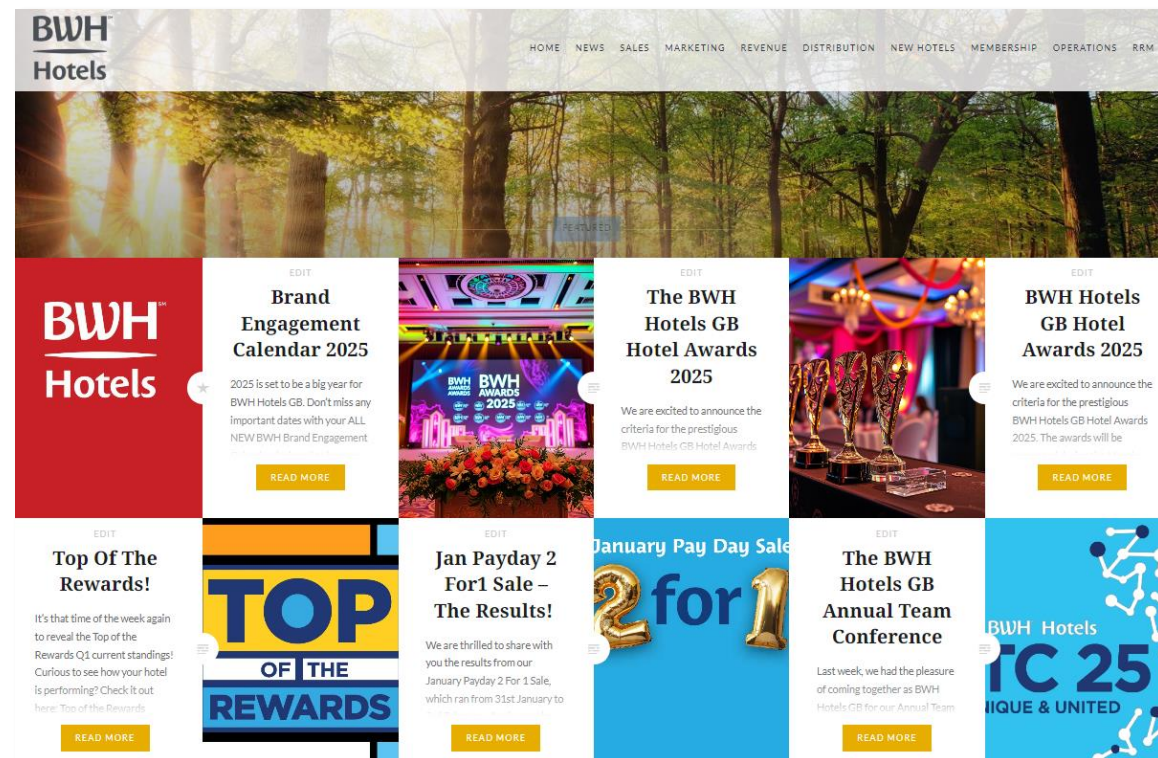 BWH
Hotels
HOME NEWS SALES MARKETING REVENUE DISTRIBUTION NEW HOTELS MEMBERSHIP OPERATIONS RRM
FEATURED
BWH
Hotels
EDIT
Brand
Engagement
Calendar 2025
2025 is set to be a big year for
BWH Hotels GB. Don't miss any
important dates with your ALL
NEW BWH Brand Engagement
READ MORE
BWH
AWARDS
BWH
AWARDS
2025
EDIT
The BWH
Hotels GB
Hotel Awards
2025
We are excited to announce the
criteria for the prestigious
BWH Hotels GB Hotel Awards
READ MORE
EDIT
BWH Hotels
GB Hotel
Awards 2025
We are excited to announce the
criteria for the prestigious
BWH Hotels GB Hotel Awards
2025. The awards will be
READ MORE
EDIT
Top Of The
Rewards!
It's that time of the week again
to reveal the Top of the
Rewards Q1 current standings!
Curious to see how your hotel
is performing? Check it out
here: Top of the Rewards
READ MORE
TOP
OF THE
REWARDS
EDIT
Jan Payday 2
For1 Sale –
The Results!
We are thrilled to share with
you the results from our
January Payday 2 For 1 Sale,
which ran from 31st January to
READ MORE
January Pay Day Sale
2 for 1
EDIT
The BWH
Hotels GB
Annual Team
Conference
Last week, we had the pleasure
of coming together as BWH
Hotels GB for our Annual Team
READ MORE
BWH Hotels
TC 25
NIQUE & UNITED